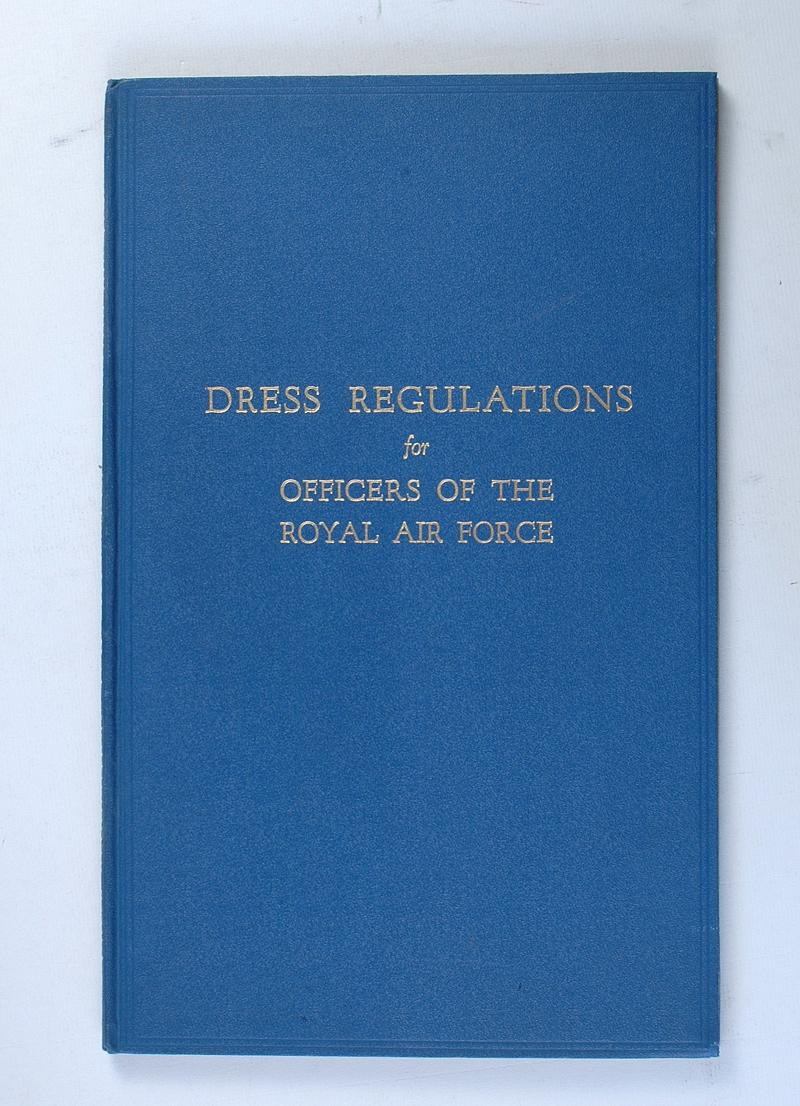 DRESS REGULATIONS
for
OFFICERS OF THE
ROYAL AIR FORCE